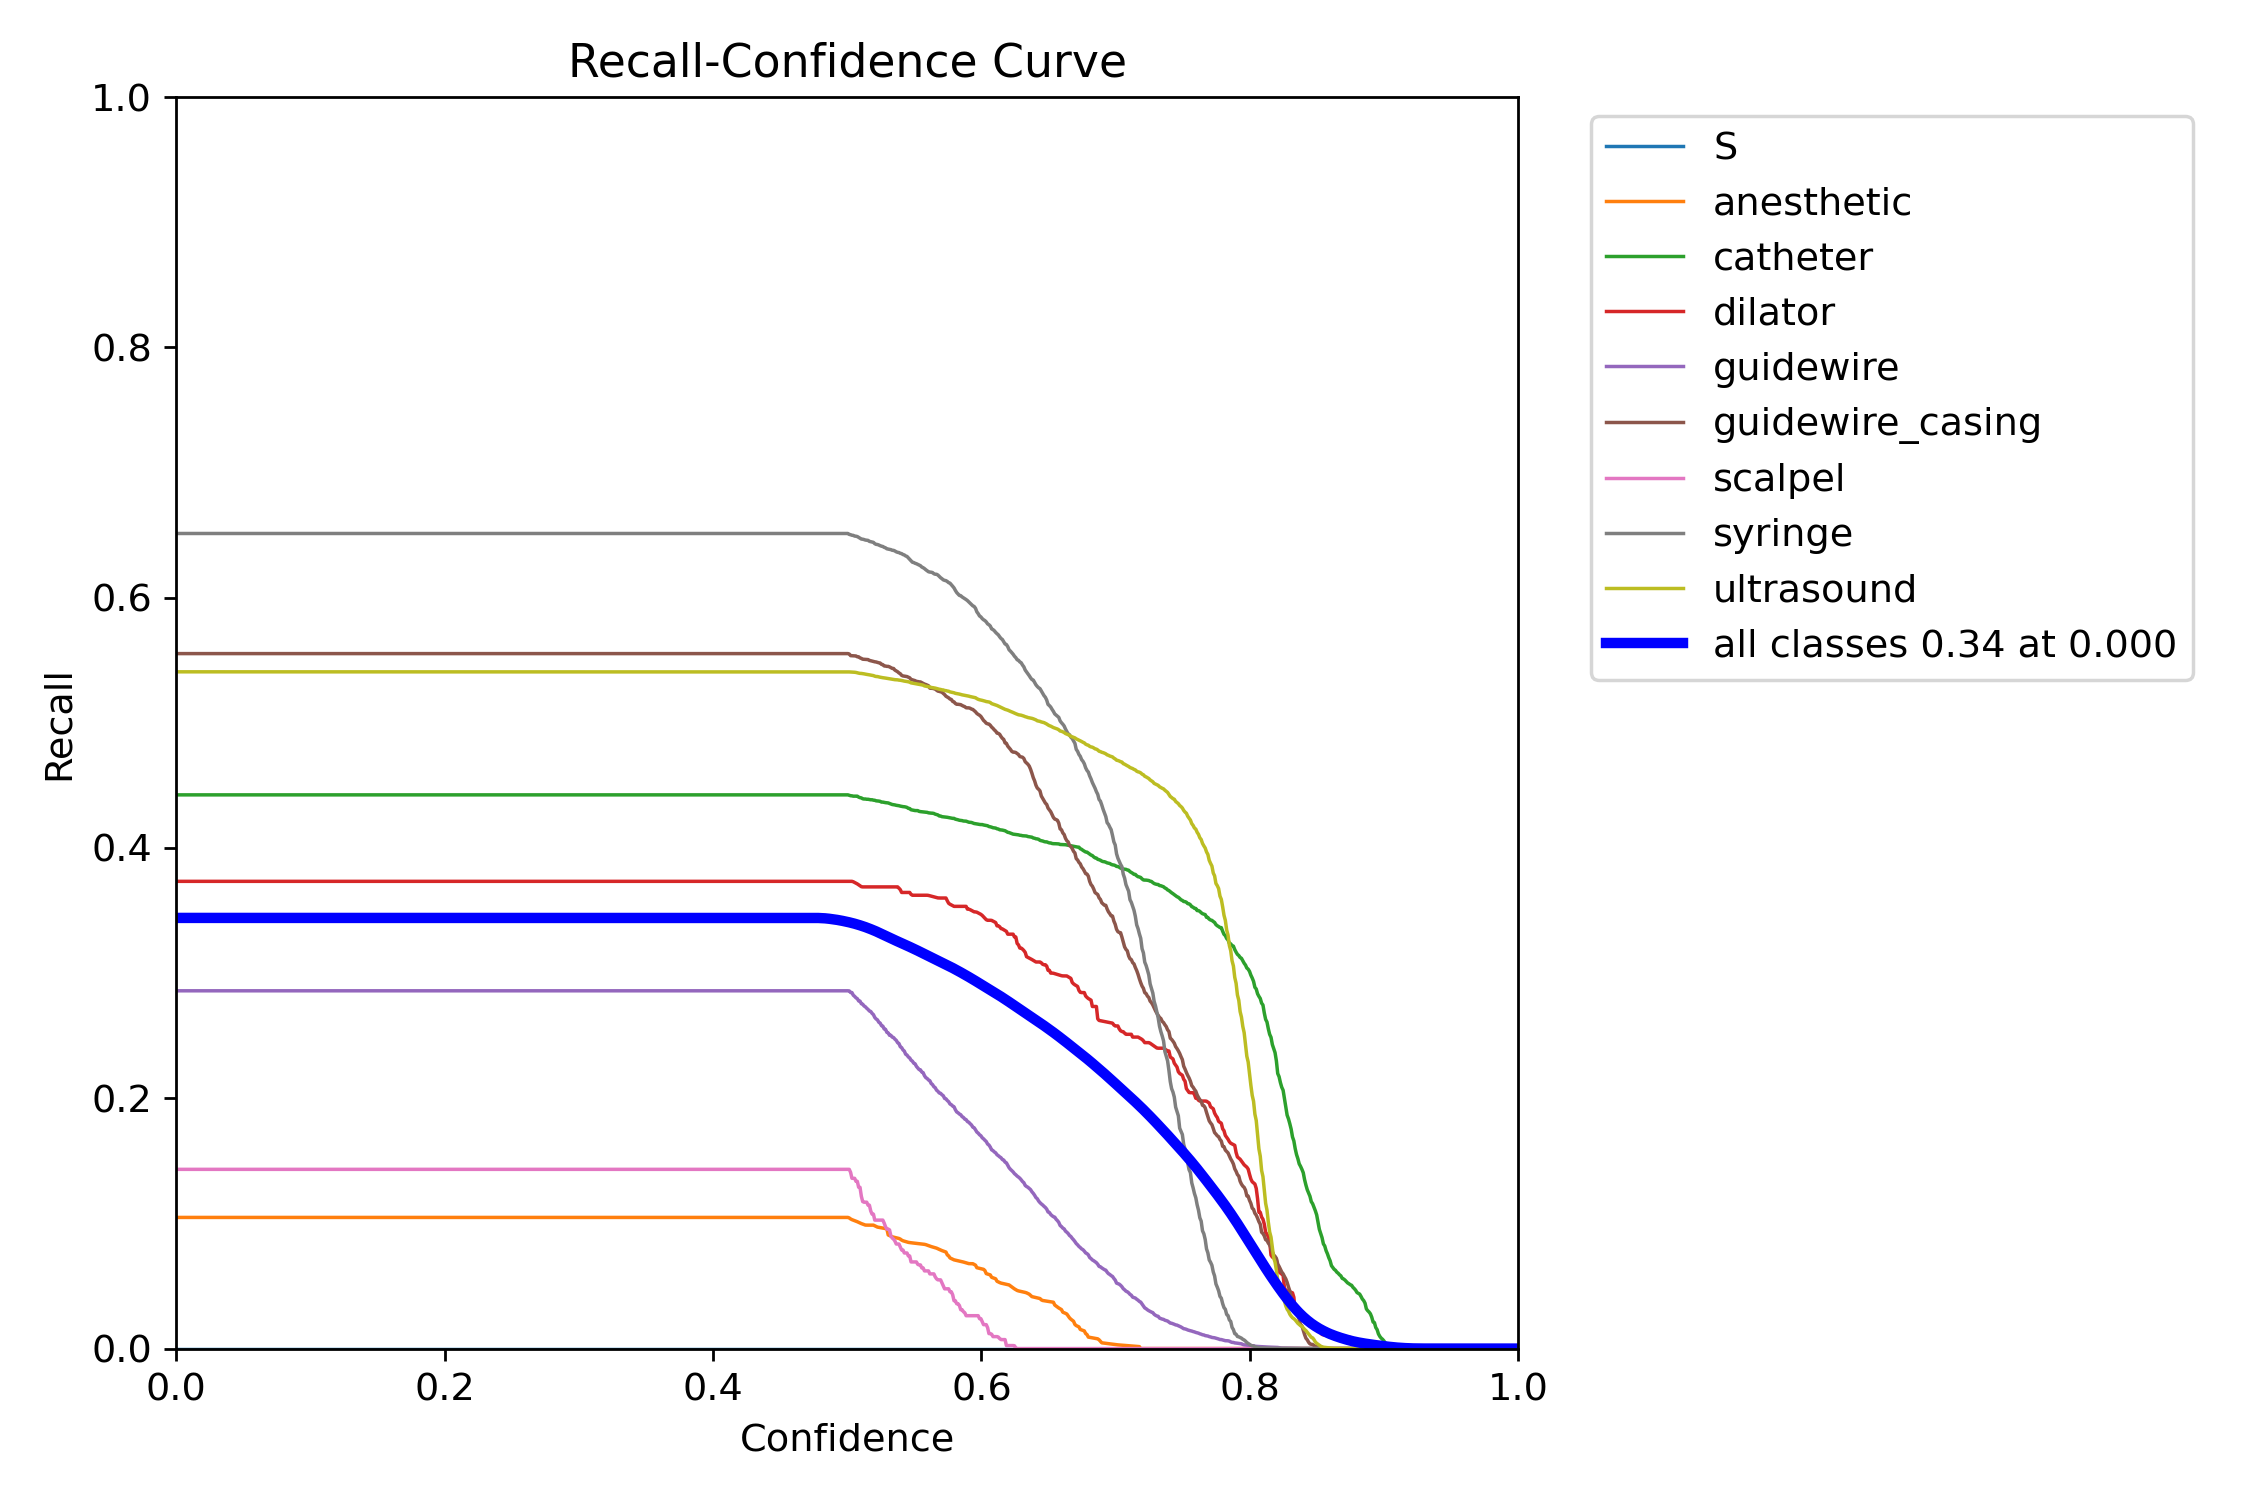 Recall-Confidence Curve
1.0
0.8
0.6
0.4
0.2
0.0
Recall
0.0 0.2 0.4 0.6 0.8 1.0
Confidence
S
anesthetic
catheter
dilator
guidewire
guidewire_casing
scalpel
syringe
ultrasound
all classes 0.34 at 0.000